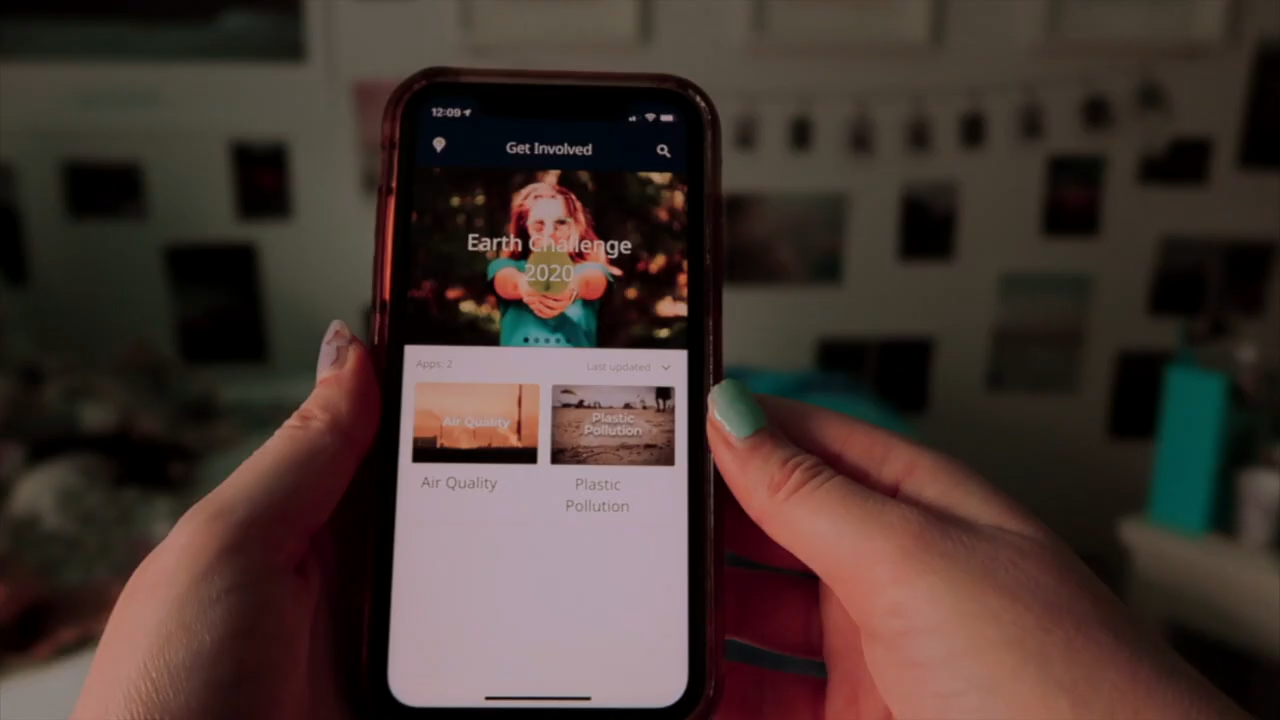 12:09
Get Involved
Earth Challenge
2020
Apps: 2
Last updated
Air Quality
Plastic
Pollution
Air Quality
Plastic
Pollution